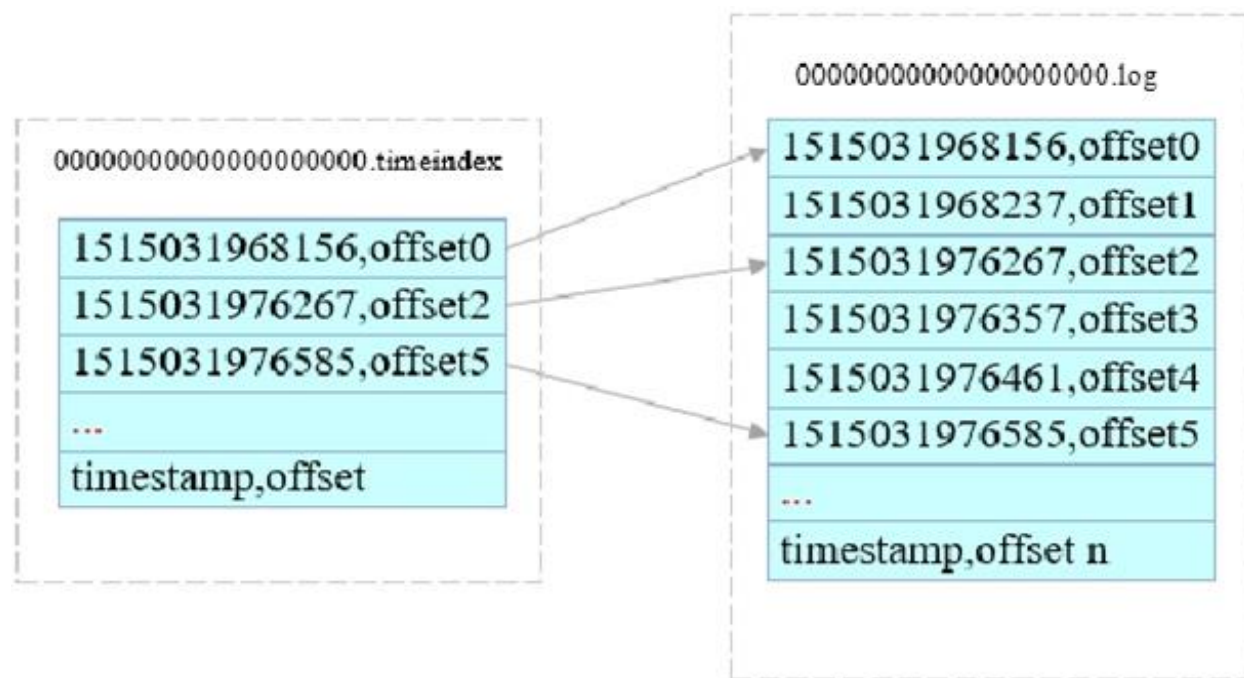 00000000000000000000.timeindex
1515031968156,offset0
1515031976267,offset2
1515031976585,offset5
...
timestamp,offset
00000000000000000000.log
1515031968156,offset0
1515031968237,offset1
1515031976267,offset2
1515031976357,offset3
1515031976461,offset4
1515031976585,offset5
...
timestamp,offset n